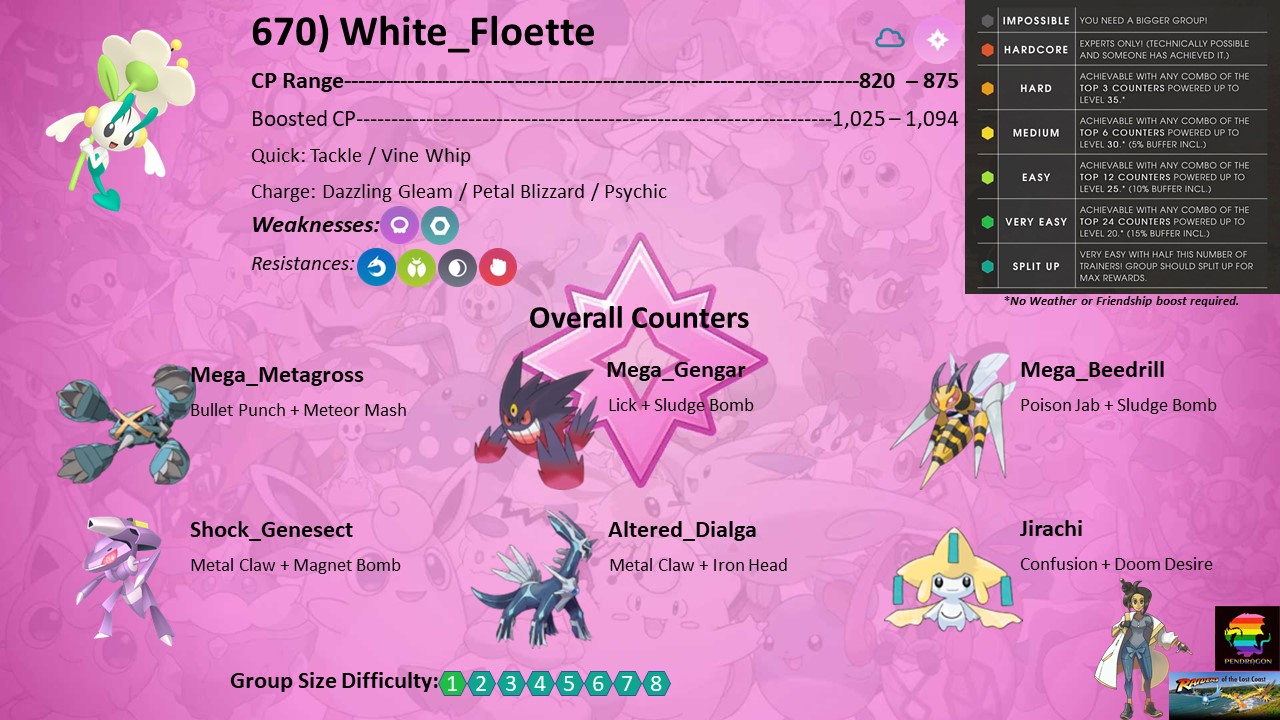 670) White_Floette
CP Range---820 – 875
Boosted CP---1,025 – 1,094
Quick: Tackle / Vine Whip
Charge: Dazzling Gleam / Petal Blizzard / Psychic
Weaknesses:
Resistances:
IMPOSSIBLE YOU NEED A BIGGER GROUP!
HARDCORE EXPERTS ONLY! (TECHNICALLY POSSIBLE
AND SOMEONE HAS ACHIEVED IT.)
HARD ACHIEVABLE WITH ANY COMBO OF THE
TOP 3 COUNTERS POWERED UP TO
LEVEL 35.*
MEDIUM ACHIEVABLE WITH ANY COMBO OF THE
TOP 6 COUNTERS POWERED UP TO
LEVEL 30.* (5% BUFFER INCL.)
EASY ACHIEVABLE WITH ANY COMBO OF THE
TOP 12 COUNTERS POWERED UP TO
LEVEL 25.* (10% BUFFER INCL.)
VERY EASY ACHIEVABLE WITH ANY COMBO OF THE
TOP 24 COUNTERS POWERED UP TO
LEVEL 20.* (15% BUFFER INCL.)
SPLIT UP VERY EASY WITH HALF THIS NUMBER OF
TRAINERS! GROUP SHOULD SPLIT UP FOR
MAX REWARDS.
*No Weather or Friendship boost required.
Overall Counters
Mega_Metagross
Bullet Punch + Meteor Mash
Mega_Gengar
Lick + Sludge Bomb
Mega_Beedrill
Poison Jab + Sludge Bomb
Shock_Genesect
Metal Claw + Magnet Bomb
Altered_Dialga
Metal Claw + Iron Head
Jirachi
Confusion + Doom Desire
Group Size Difficulty: 1 2 3 4 5 6 7 8
PENDRAGON
RAIDERS of the Lost Coast